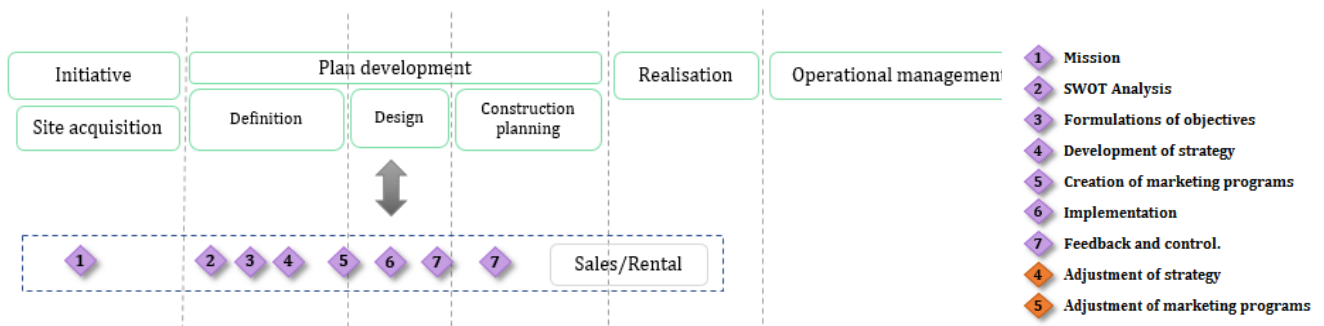 Initiative
Plan development
Realisation
Operational management
Site acquisition
Definition
Design
Construction
planning
1
2
3
4
5
6
7
7
Sales/Rental
1 Mission
2 SWOT Analysis
3 Formulations of objectives
4 Development of strategy
5 Creation of marketing programs
6 Implementation
7 Feedback and control.
4 Adjustment of strategy
5 Adjustment of marketing programs